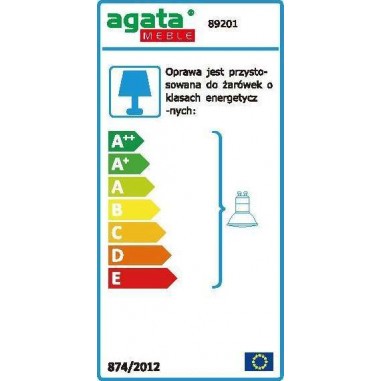 agata®
MEBLE
89201
Oprawa jest przysto-
sowana do żarówek o
klasach energetycz
-nych:
A++
A+
A
B
C
D
E
874/2012